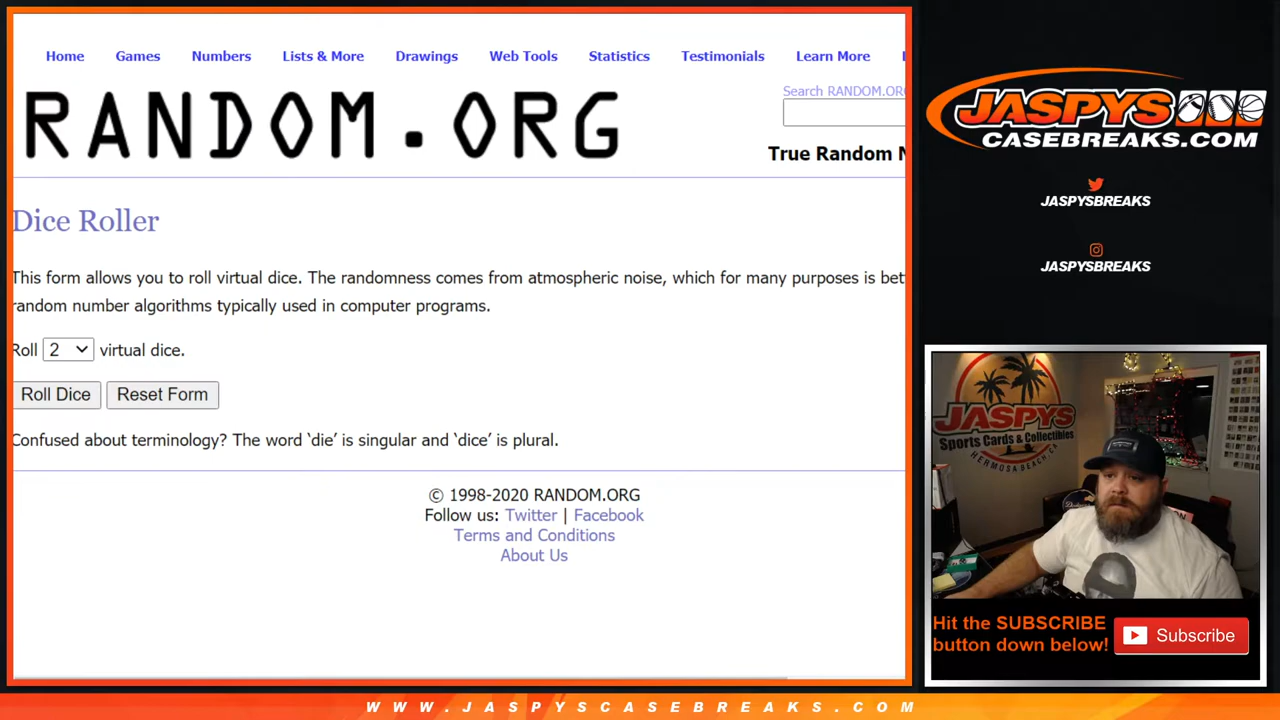 Home Games Numbers Lists & More Drawings Web Tools Statistics Testimonials Learn More
RANDOM.ORG
Search RANDOM.ORG
True Random N
Dice Roller
This form allows you to roll virtual dice. The randomness comes from atmospheric noise, which for many purposes is bet
random number algorithms typically used in computer programs.
Roll 2 virtual dice.
Roll Dice Reset Form
Confused about terminology? The word ‘die’ is singular and ‘dice’ is plural.
© 1998-2020 RANDOM.ORG
Follow us: Twitter | Facebook
Terms and Conditions
About Us
JASPYS
CASEBREAKS.COM
JASPYSBREAKS
JASPYSBREAKS
JASPYS
Sports Cards & Collectibles
HERMOSA BEACH, CA
Hit the SUBSCRIBE
button down below!
Subscribe
WWW.JASPYSCASEBREAKS.COM